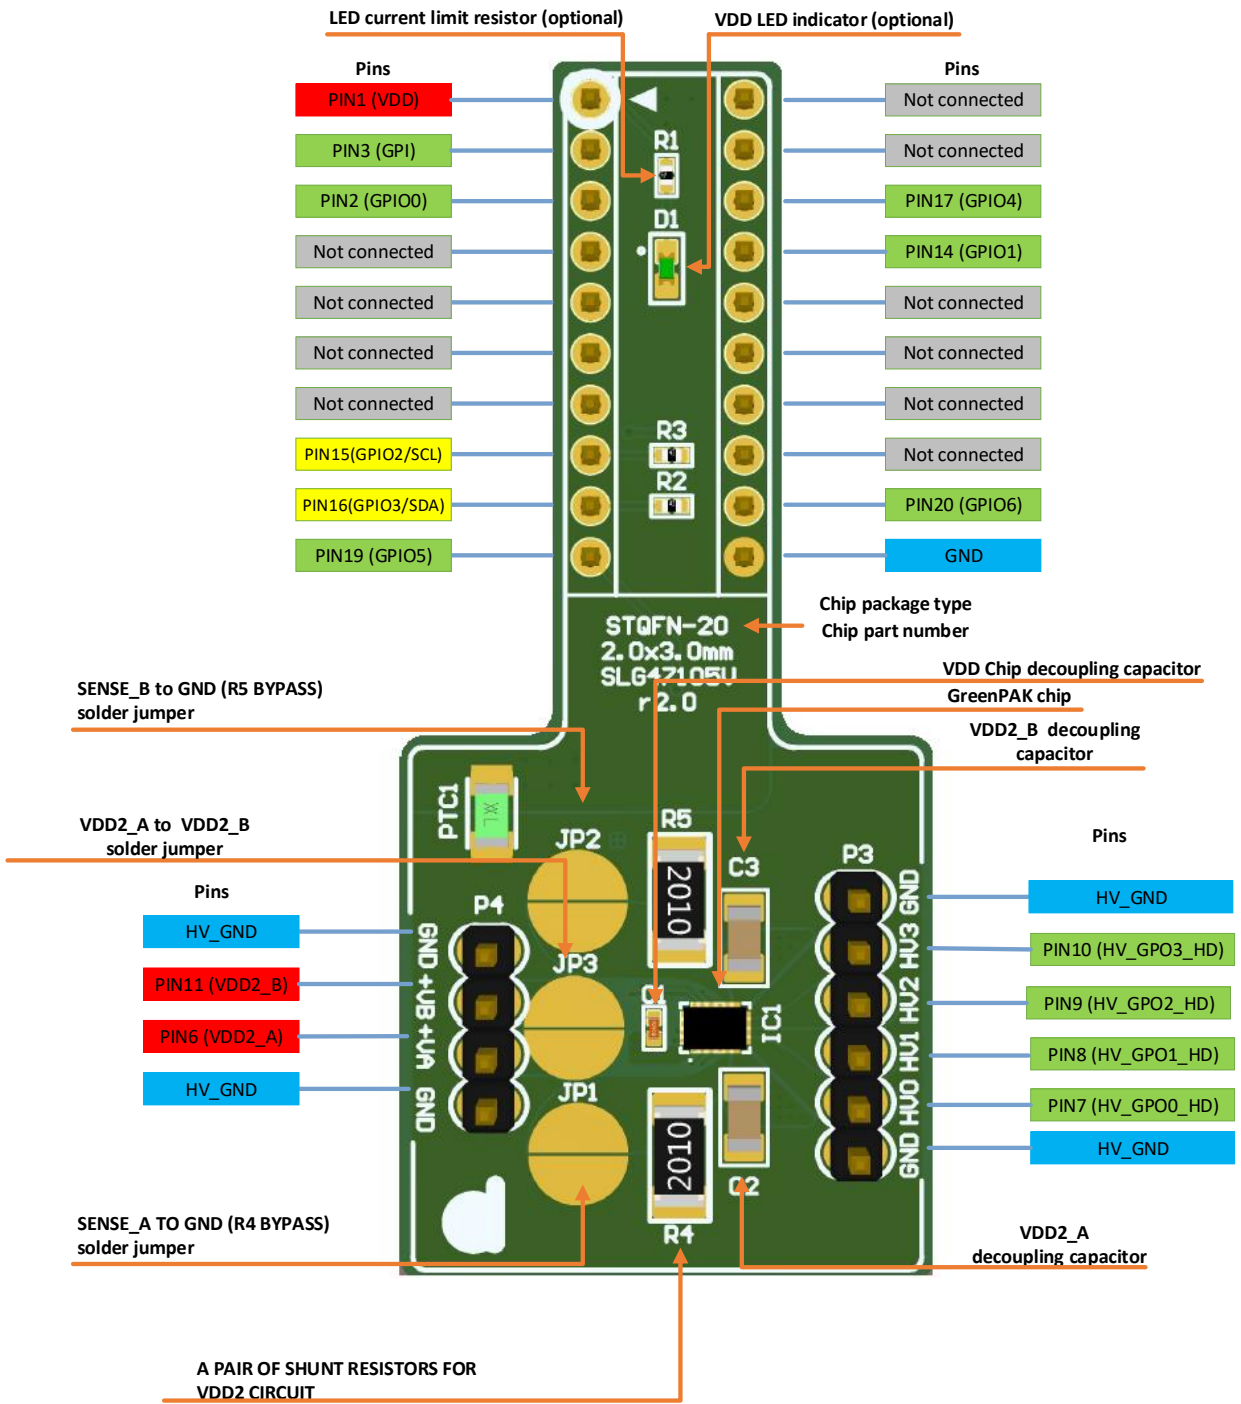 LED current limit resistor (optional)
VDD LED indicator (optional)
Pins
Pins
PIN1 (VDD)
Not connected
PIN3 (GPI)
R1
Not connected
PIN2 (GPIO0)
PIN17 (GPIO4)
D1
Not connected
PIN14 (GPIO1)
Not connected
Not connected
Not connected
Not connected
Not connected
Not connected
R3
PIN15(GPIO2/SCL)
Not connected
R2
PIN16(GPIO3/SDA)
PIN20 (GPIO6)
PIN19 (GPIO5)
GND
Chip package type
Chip part number
STQFN-20
2.0x3.0mm
SLG47105V
r2.0
VDD Chip decoupling capacitor
GreenPAK chip
VDD2_B decoupling
capacitor
SENSE_B to GND (R5 BYPASS)
solder jumper
PTC1
VDD2_A to VDD2_B
solder jumper
JP2
R5
2010
C3
P3
Pins
Pins
P4
HV_GND
PIN11 (VDD2_B)
PIN6 (VDD2_A)
HV_GND
GND
+VB
+VA
GND
JP3
C1
IC1
GND
HV3
HV2
HV1
HV0
GND
HV_GND
PIN10 (HV_GPO3_HD)
PIN9 (HV_GPO2_HD)
PIN8 (HV_GPO1_HD)
PIN7 (HV_GPO0_HD)
HV_GND
JP1
2010
C2
R4
SENSE_A TO GND (R4 BYPASS)
solder jumper
VDD2_A
decoupling capacitor
A PAIR OF SHUNT RESISTORS FOR
VDD2 CIRCUIT